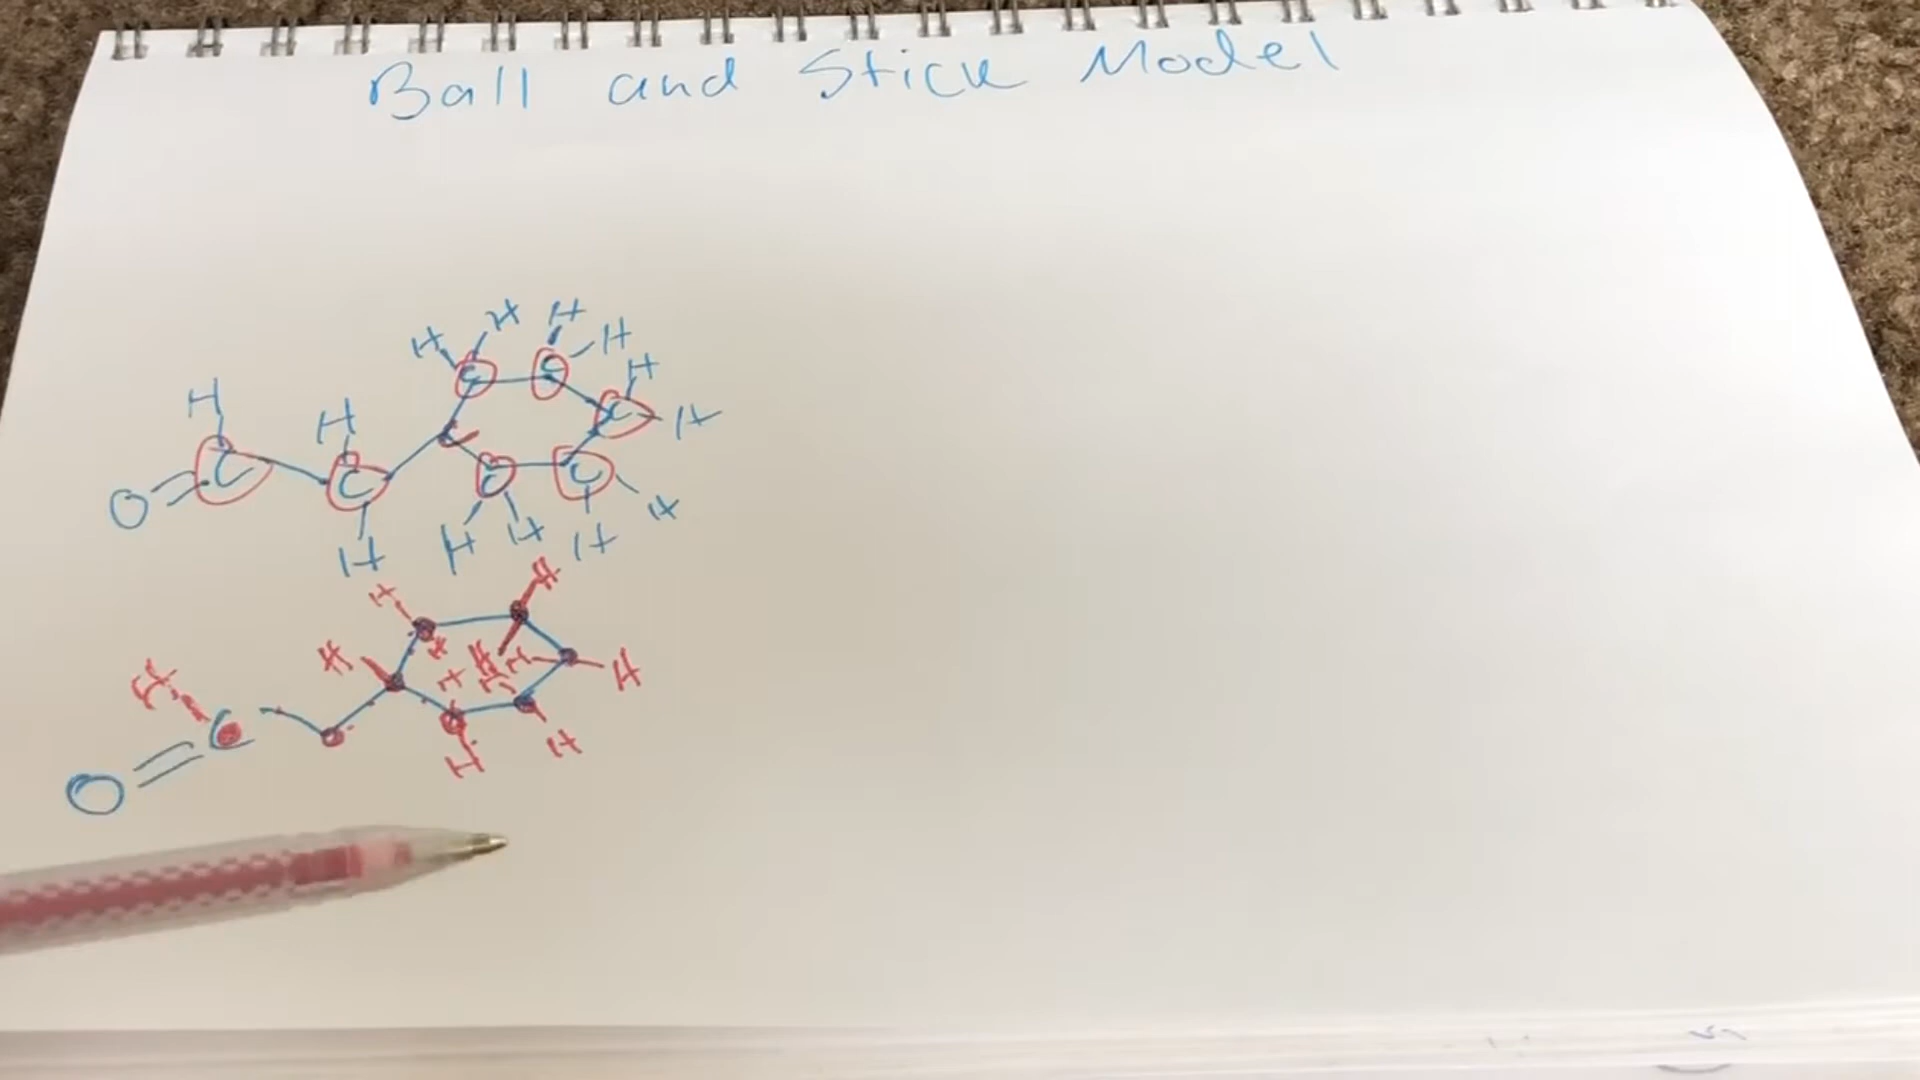 Ball and Stick Model
H H H H
H H C C H
C C C C H
O C C
H H H H H
H H
H H H H H H
C H H
O H